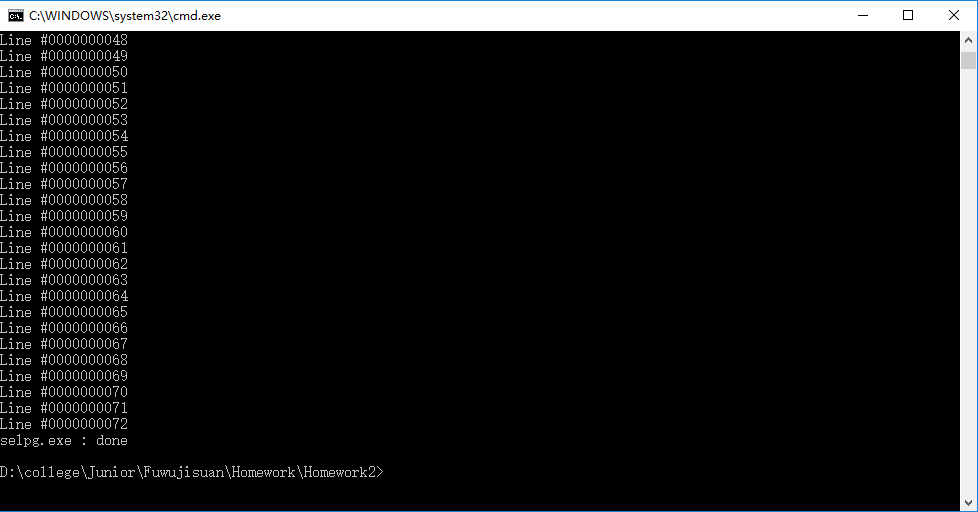 C:\WINDOWS\system32\cmd.exe
Line #0000000048
Line #0000000049
Line #0000000050
Line #0000000051
Line #0000000052
Line #0000000053
Line #0000000054
Line #0000000055
Line #0000000056
Line #0000000057
Line #0000000058
Line #0000000059
Line #0000000060
Line #0000000061
Line #0000000062
Line #0000000063
Line #0000000064
Line #0000000065
Line #0000000066
Line #0000000067
Line #0000000068
Line #0000000069
Line #0000000070
Line #0000000071
Line #0000000072
selpg.exe : done
D:\college\Junior\Fuwujisuan\Homework\Homework2>